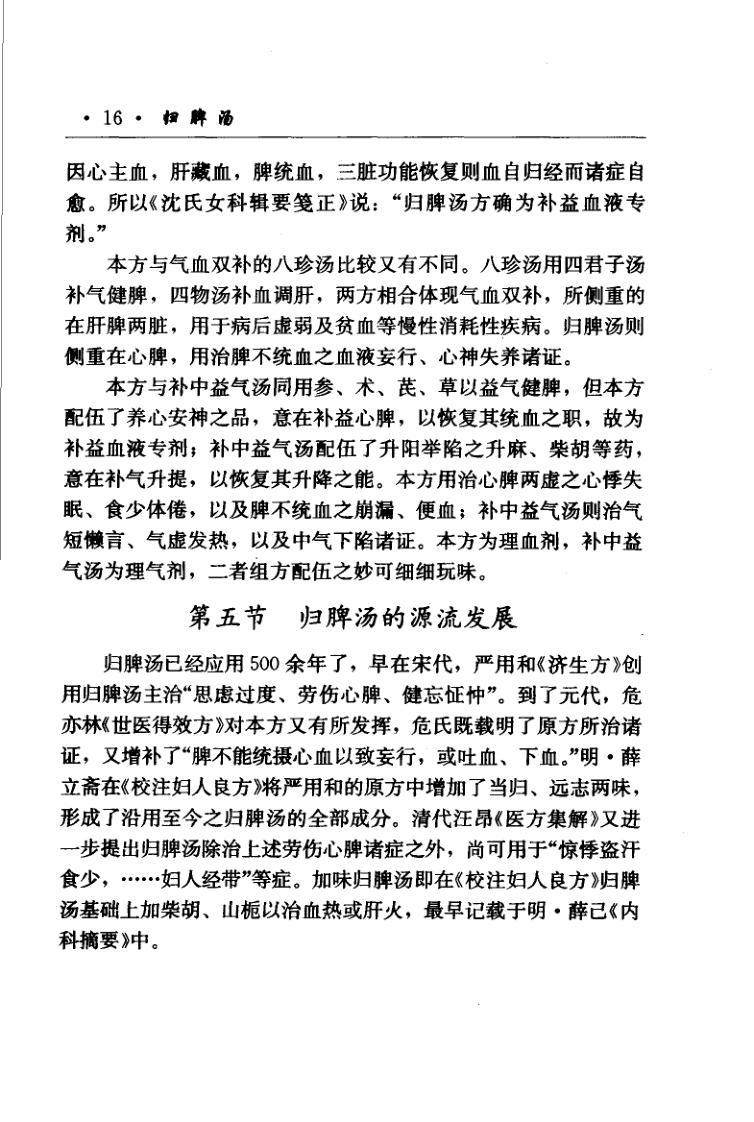 · 16 · 归脾汤
因心主血，肝藏血，脾统血，三脏功能恢复则血自归经而诸症自
愈。所以《沈氏女科辑要笺正》说：“归脾汤方确为补益血液专
剂。”
本方与气血双补的八珍汤比较又有不同。八珍汤用四君子汤
补气健脾，四物汤补血调肝，两方相合体现气血双补，所侧重的
在肝脾两脏，用于病后虚弱及贫血等慢性消耗性疾病。归脾汤则
侧重在心脾，用治脾不统血之血液妄行、心神失养诸证。
本方与补中益气汤同用参、术、芪、草以益气健脾，但本方
配伍了养心安神之品，意在补益心脾，以恢复其统血之职，故为
补益血液专剂；补中益气汤配伍了升阳举陷之升麻、柴胡等药，
意在补气升提，以恢复其升降之能。本方用治心脾两虚之心悸失
眠、食少体倦，以及脾不统血之崩漏、便血；补中益气汤则治气
短懒言、气虚发热，以及中气下陷诸证。本方为理血剂，补中益
气汤为理气剂，二者组方配伍之妙可细细玩味。
第五节　归脾汤的源流发展
归脾汤已经应用 500 余年了，早在宋代，严用和《济生方》创
用归脾汤主治“思虑过度、劳伤心脾、健忘怔忡”。到了元代，危
亦林《世医得效方》对本方又有所发挥，危氏既载明了原方所治诸
证，又增补了“脾不能统摄心血以致妄行，或吐血、下血。”明·薛
立斋在《校注妇人良方》将严用和的原方中增加了当归、远志两味，
形成了沿用至今之归脾汤的全部成分。清代汪昂《医方集解》又进
一步提出归脾汤除治上述劳伤心脾诸症之外，尚可用于“惊悸盗汗
食少，……妇人经带”等症。加味归脾汤即在《校注妇人良方》归脾
汤基础上加柴胡、山栀以治血热或肝火，最早记载于明·薛己《内
科摘要》中。